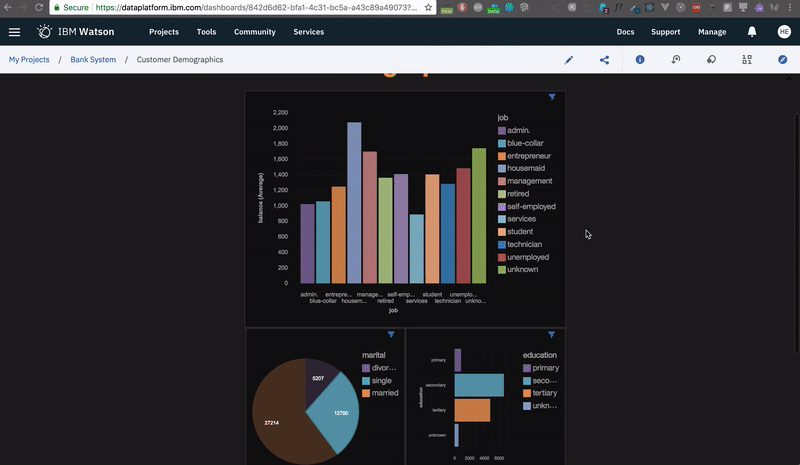 Secure https://dataplatform.ibm.com/dashboards/842d6d62-bfa1-4c31-bc5a-a43c89a49073?...
IBM Watson Projects Tools Community Services Docs Support Manage HE
My Projects / Bank System / Customer Demographics
job
admin.
blue-collar
entrepreneur
housemaid
management
retired
self-employed
services
student
technician
unemployed
unknown
balance (Average)
2,200
2,000
1,800
1,600
1,400
1,200
1,000
800
600
400
200
0
admin. entrepre... manage... self-emp... student unemplo...
blue-collar housem... retired services technician unkno...
job
marital
divor...
single
married
5207
12790
27214
education
primary
seco...
tertiary
unkn...
education
primary
secondary
tertiary
unknown
0 2000 4000 6000